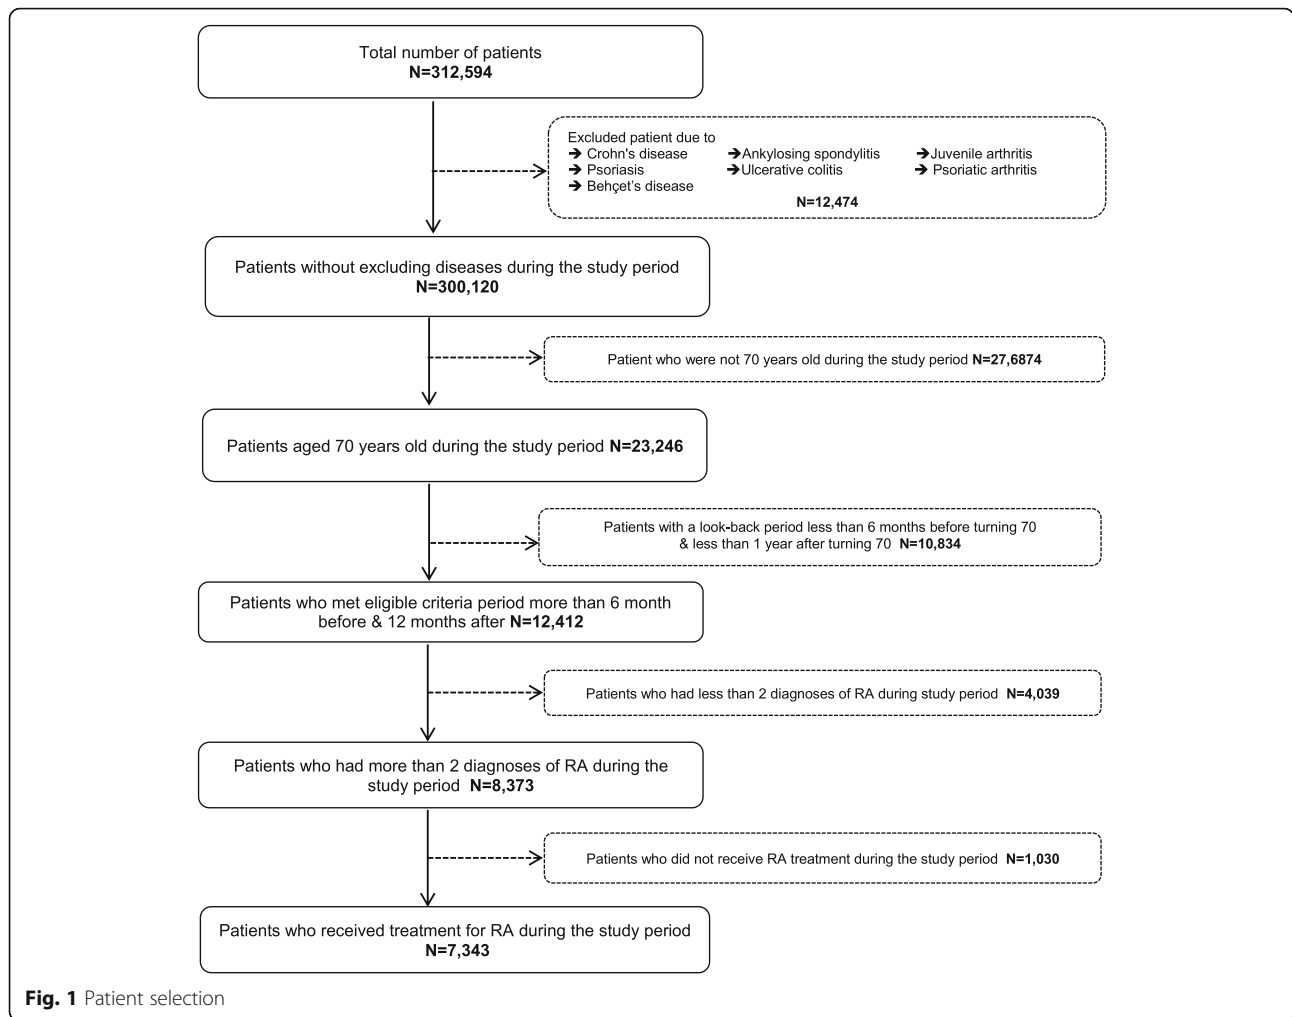 Total number of patients
N=312,594
Excluded patient due to
➔ Crohn's disease ➔Ankylosing spondylitis ➔Juvenile arthritis
➔ Psoriasis ➔Ulcerative colitis ➔ Psoriatic arthritis
➔ Behçet's disease
N=12,474
Patients without excluding diseases during the study period
N=300,120
Patient who were not 70 years old during the study period N=27,6874
Patients aged 70 years old during the study period N=23,246
Patients with a look-back period less than 6 months before turning 70
& less than 1 year after turning 70 N=10,834
Patients who met eligible criteria period more than 6 month
before & 12 months after N=12,412
Patients who had less than 2 diagnoses of RA during study period N=4,039
Patients who had more than 2 diagnoses of RA during the
study period N=8,373
Patients who did not receive RA treatment during the study period N=1,030
Patients who received treatment for RA during the study period
N=7,343
Fig. 1 Patient selection